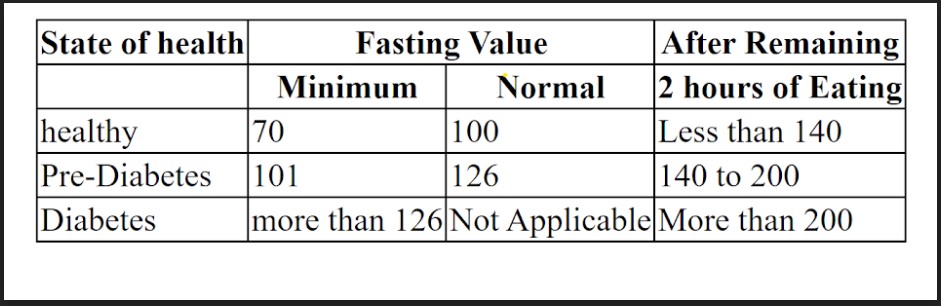 State of health Fasting Value After Remaining
Minimum Normal 2 hours of Eating
healthy 70 100 Less than 140
Pre-Diabetes 101 126 140 to 200
Diabetes more than 126 Not Applicable More than 200